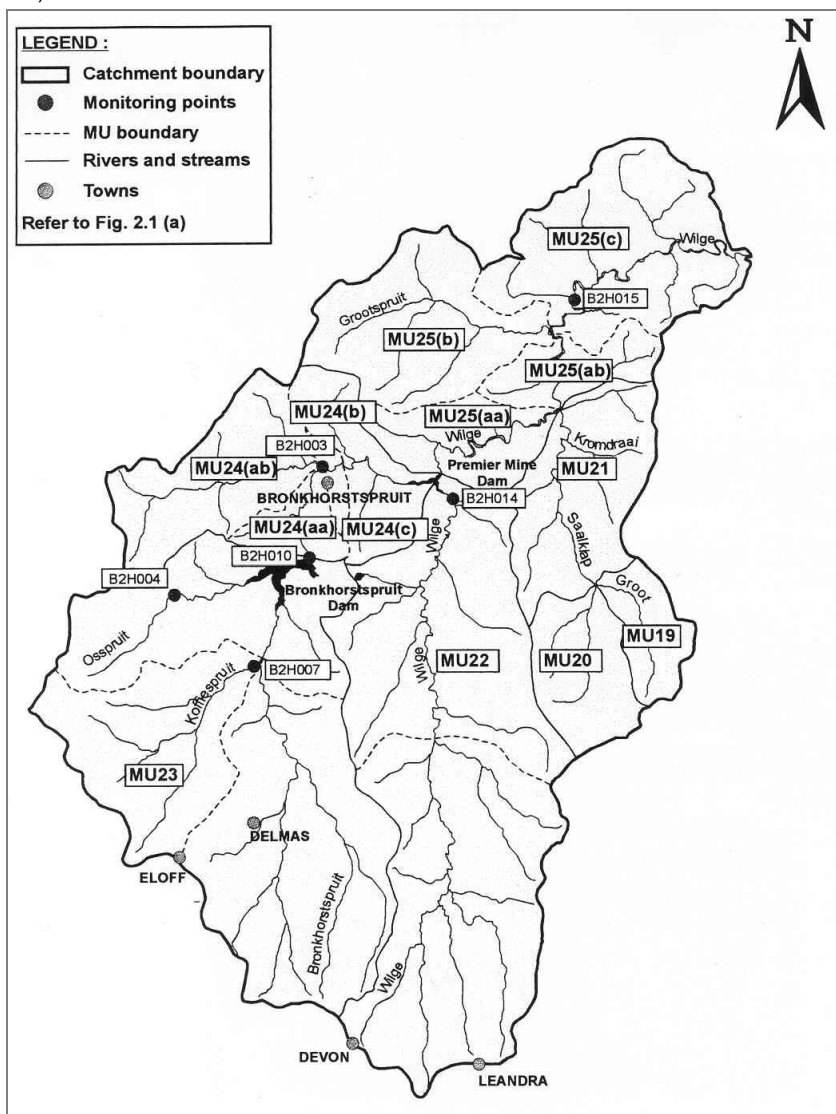 LEGEND :
Catchment boundary
Monitoring points
MU boundary
Rivers and streams
Towns
Refer to Fig. 2.1 (a)
N
MU25(c)
Wilge
B2H015
Grootspruit
MU25(b)
MU25(ab)
MU24(b)
MU25(aa)
Wilge
B2H003
Kromdraai
MU24(ab)
Premier Mine
Dam
MU21
BRONKHORSTSPRUIT
B2H014
MU24(aa)
MU24(c)
Wilge
Saalklap
B2H010
B2H004
Bronkhorstspruit
Dam
Groot
Osspruit
Wilge
MU22
MU20
MU19
Koffiespruit
B2H007
MU23
DELMAS
ELOFF
Bronkhorstspruit
Wilge
DEVON
LEANDRA